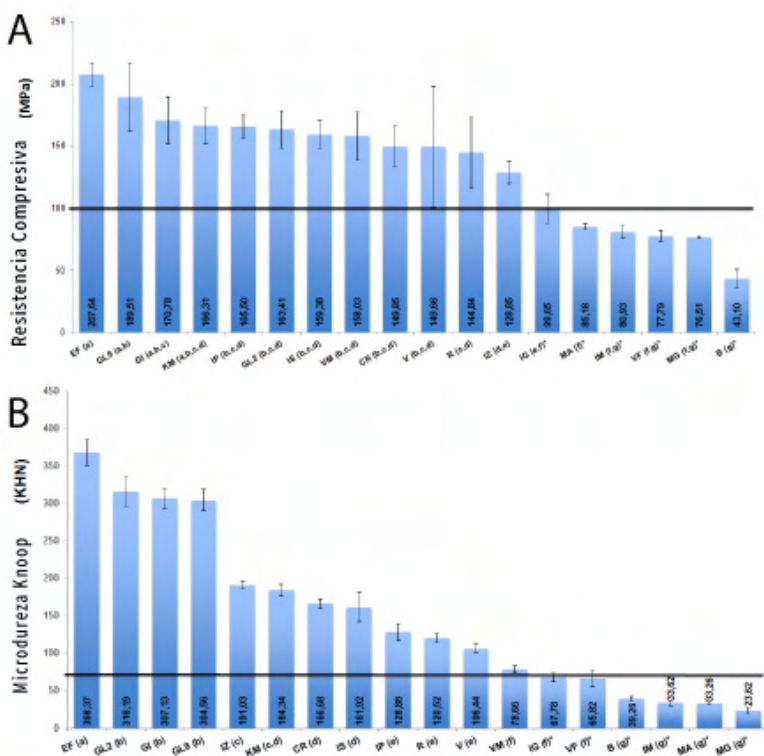 A
Resistencia Compresiva (MPa)
250
200
150
100
50
0
207,64
189,51
170,78
166,31
165,50
163,41
159,38
158,03
149,85
149,66
144,84
128,85
99,65
85,18
80,93
77,79
76,51
43,10
EF (a)
GL9 (a,b)
GI (a,b,c)
KM (a,b,c,d)
IP (b,c,d)
GL2 (b,c,d)
IS (b,c,d)
VM (b,c,d)
CR (b,c,d)
V (b,c,d)
R (c,d)
IZ (d,e)
IG (e,f)*
MA (f)*
IM (f,g)*
VF (f,g)*
MG (f,g)*
B (g)*
B
Microdureza Knoop (KHN)
450
400
350
300
250
200
150
100
50
0
368,37
316,19
307,13
304,56
191,03
184,34
166,68
161,92
128,88
120,52
106,44
78,66
67,78
65,82
39,26
33,62
33,26
23,62
EF (a)
GL2 (b)
GI (b)
GL9 (b)
IZ (c)
KM (c,d)
CR (d)
IS (d)
IP (e)
R (e)
V (e)
VM (f)
IG (f)*
VF (f)*
B (g)*
IM (g)*
MA (g)*
MG (g)*